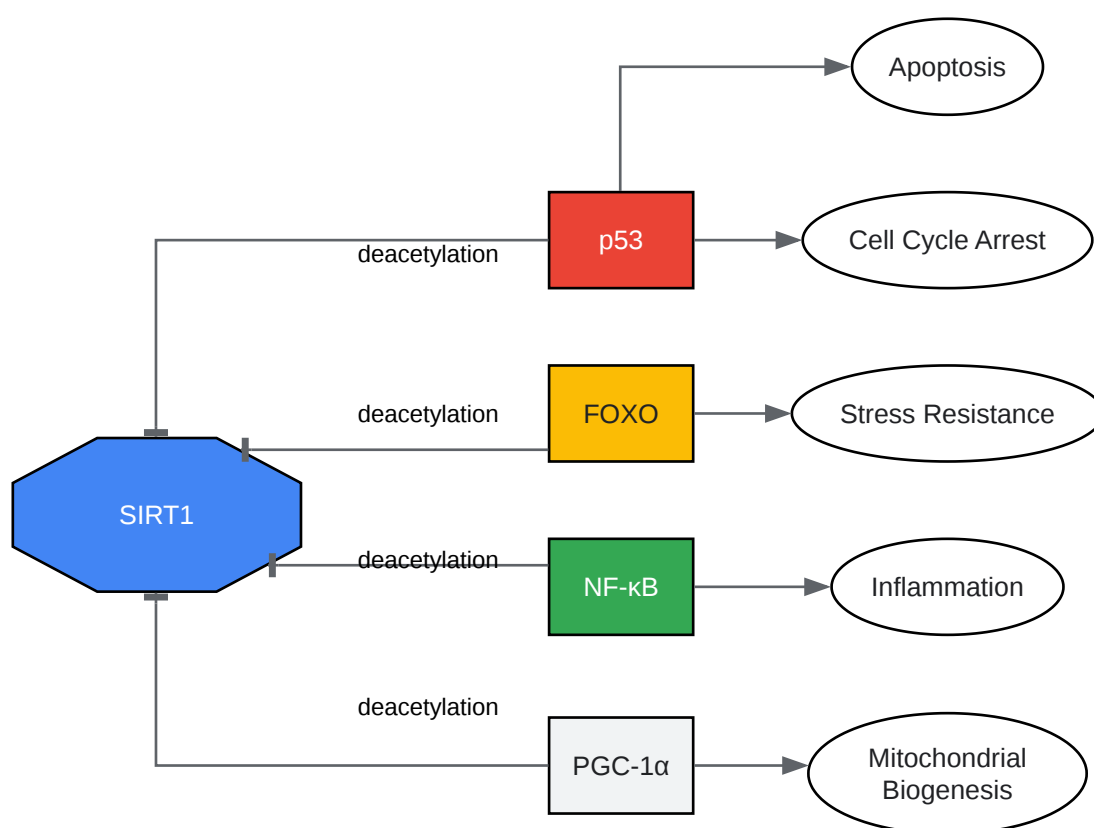 Apoptosis
p53
Cell Cycle Arrest
deacetylation
deacetylation
FOXO
Stress Resistance
SIRT1
deacetylation
NF-κB
Inflammation
deacetylation
PGC-1α
Mitochondrial
Biogenesis